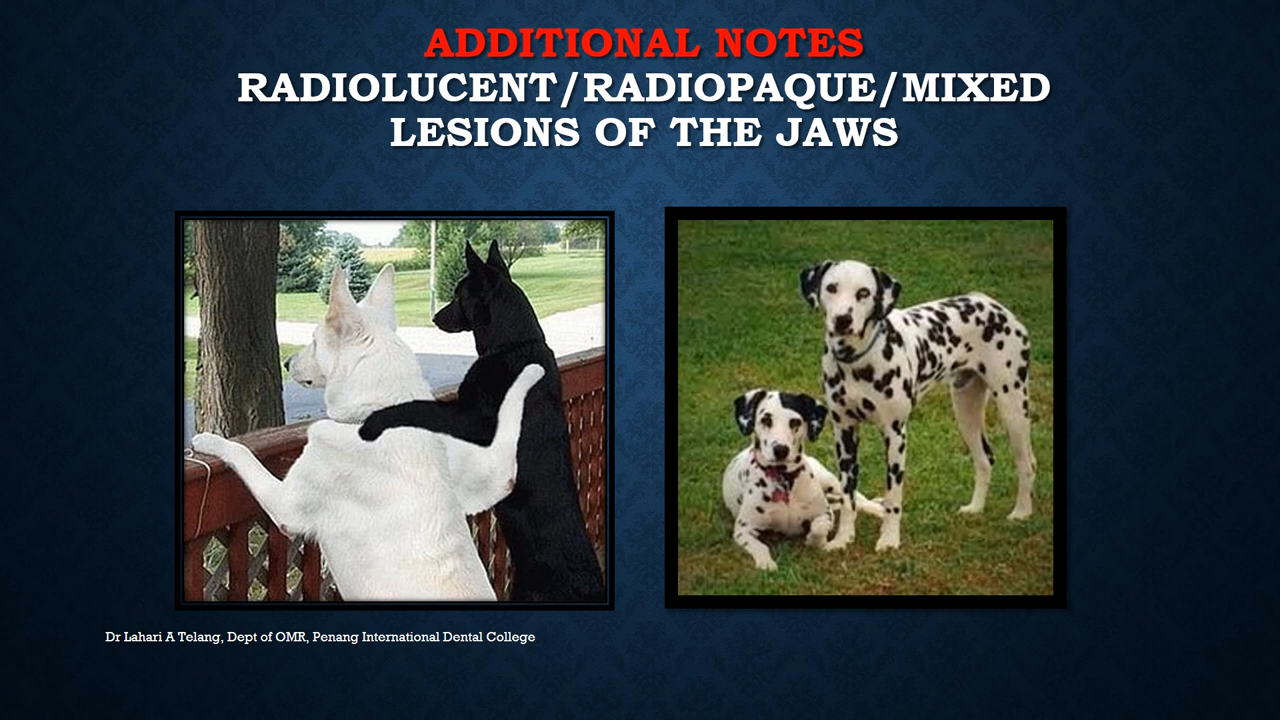 ADDITIONAL NOTES
RADIOLUCENT/RADIOPAQUE/MIXED
LESIONS OF THE JAWS
Dr Lahari A Telang, Dept of OMR, Penang International Dental College